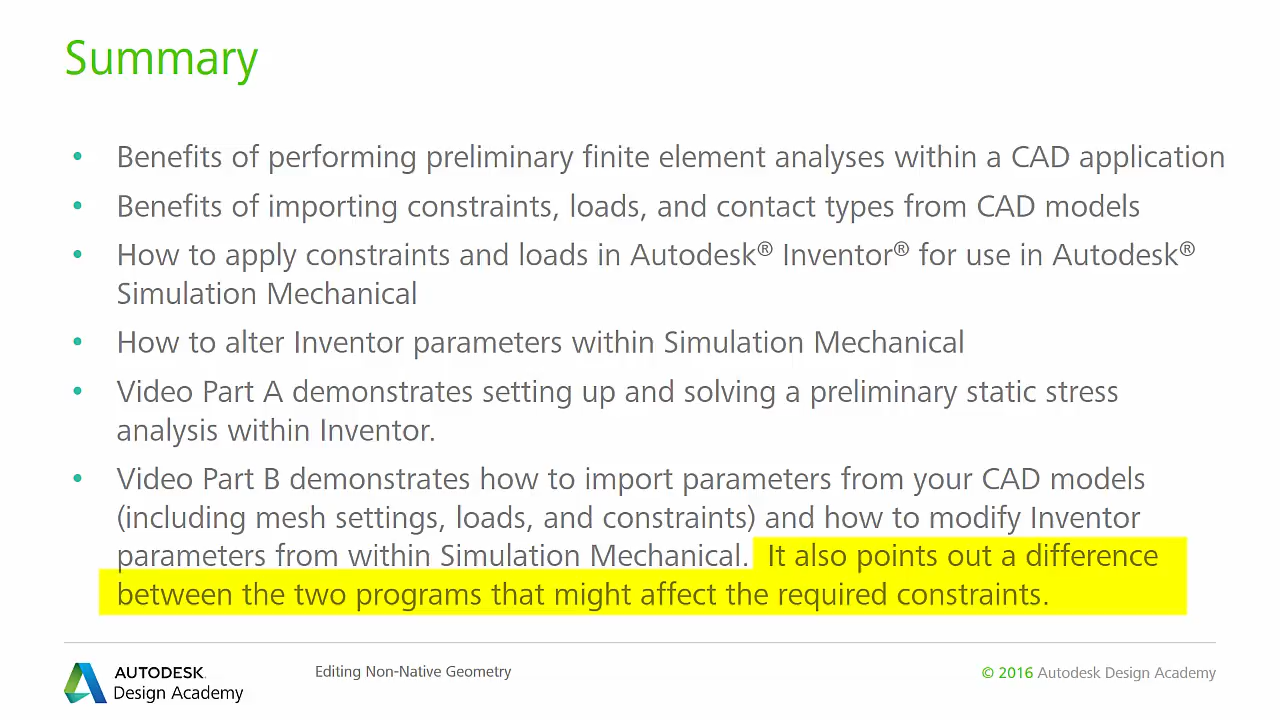 Summary
• Benefits of performing preliminary finite element analyses within a CAD application
• Benefits of importing constraints, loads, and contact types from CAD models
• How to apply constraints and loads in Autodesk® Inventor® for use in Autodesk®
Simulation Mechanical
• How to alter Inventor parameters within Simulation Mechanical
• Video Part A demonstrates setting up and solving a preliminary static stress
analysis within Inventor.
• Video Part B demonstrates how to import parameters from your CAD models
(including mesh settings, loads, and constraints) and how to modify Inventor
parameters from within Simulation Mechanical. It also points out a difference
between the two programs that might affect the required constraints.
AUTODESK.
Design Academy
Editing Non-Native Geometry
© 2016 Autodesk Design Academy